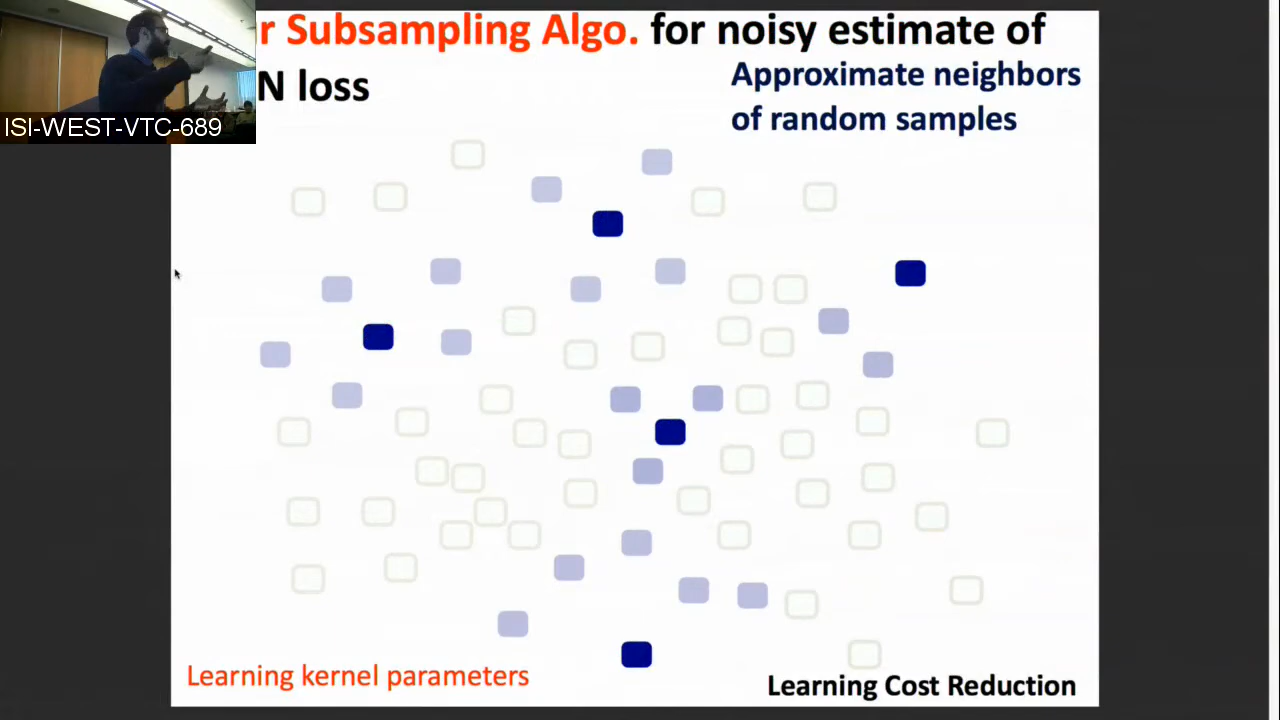 r Subsampling Algo. for noisy estimate of
N loss
Approximate neighbors
of random samples
ISI-WEST-VTC-689
Learning kernel parameters
Learning Cost Reduction